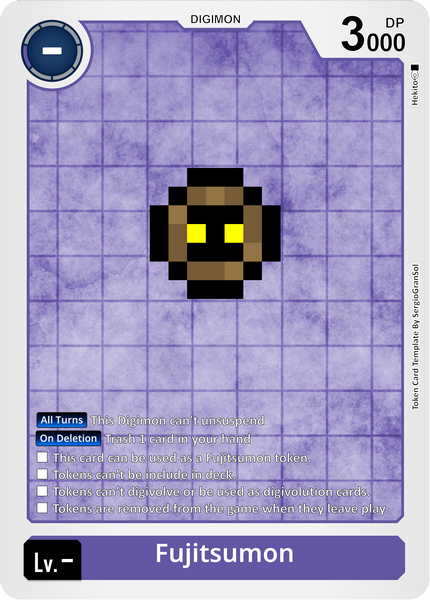 DIGIMON
-
3000
DP
Hekito
Token Card Template By SergioGranSol
All Turns This Digimon can't unsuspend
On Deletion Trash 1 card in your hand
This card can be used as a Fujitsumon token.
Tokens can't be include in deck.
Tokens can't digivolve or be used as digivolution cards.
Tokens are removed from the game when they leave play.
Lv.-
Fujitsumon